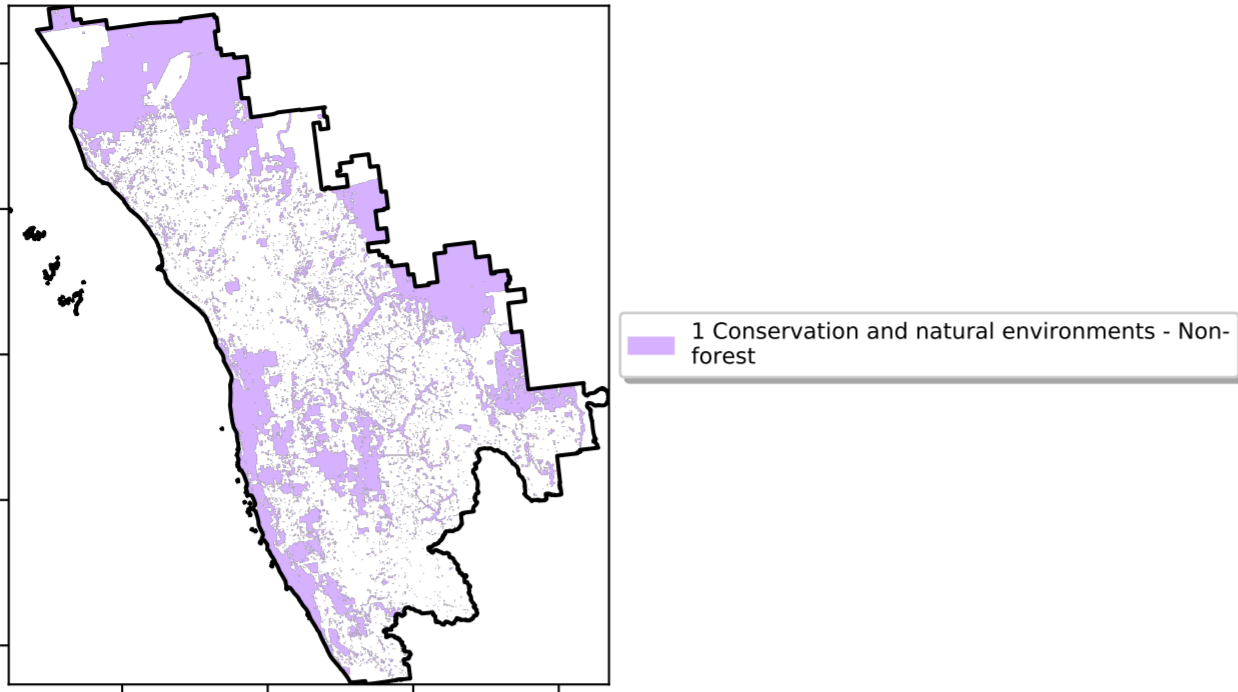 1 Conservation and natural environments - Non-
forest